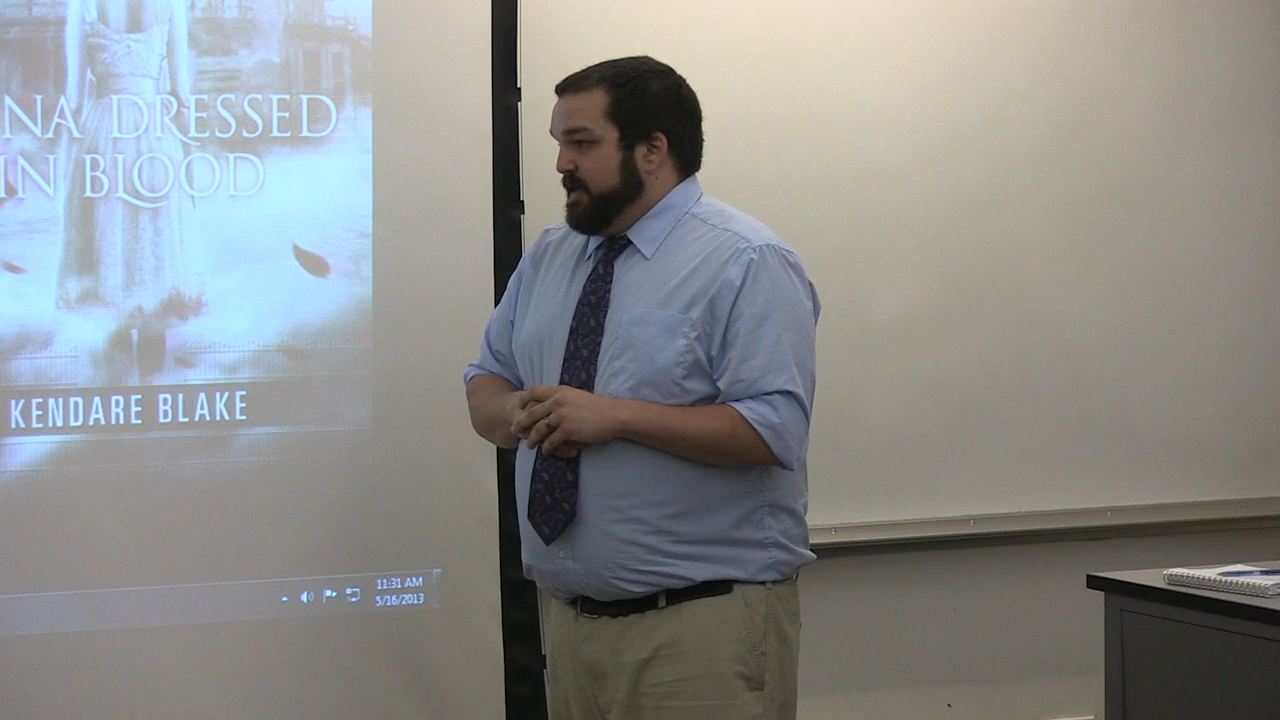 NA DRESSED
IN BLOOD
KENDARE BLAKE
11:31 AM
5/16/2013